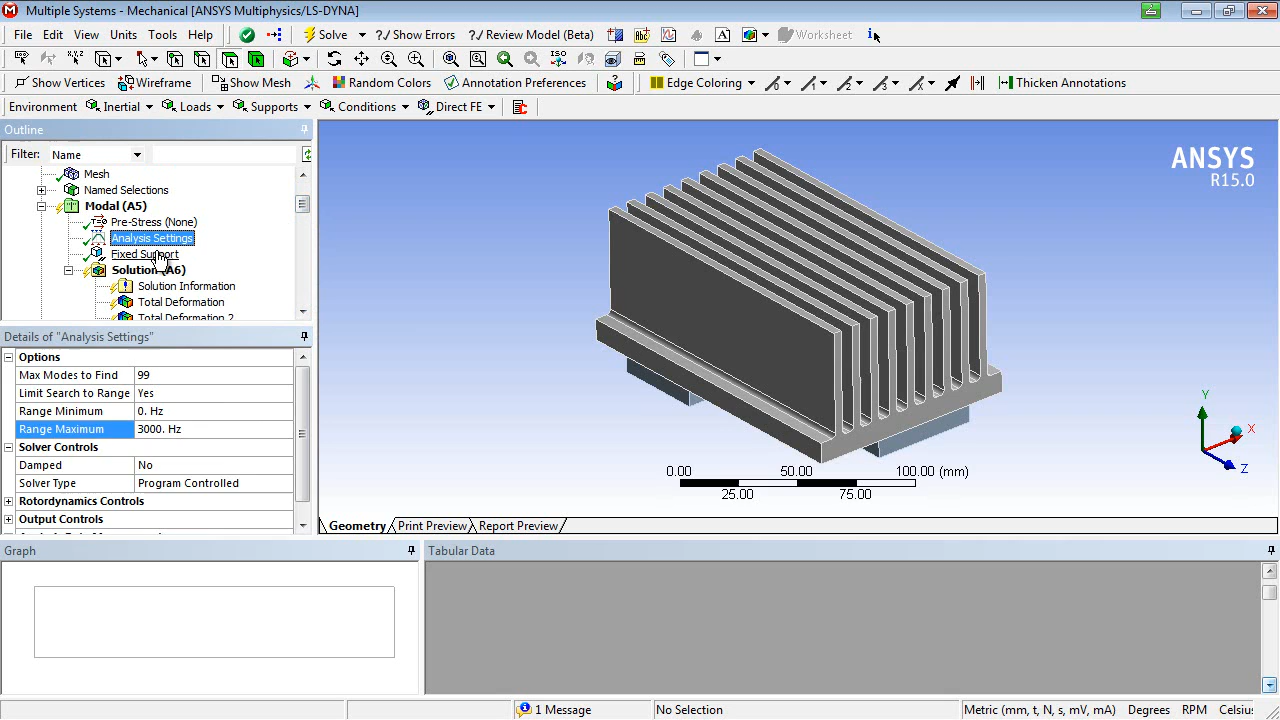 Multiple Systems - Mechanical [ANSYS Multiphysics/LS-DYNA]
File Edit View Units Tools Help Solve ?/ Show Errors ?/ Review Model (Beta) A Worksheet i
Show Vertices Wireframe Show Mesh Random Colors Annotation Preferences Edge Coloring Thicken Annotations
Environment Inertial Loads Supports Conditions Direct FE
Outline
Filter: Name
Mesh
Named Selections
Modal (A5)
Pre-Stress (None)
Analysis Settings
Fixed Support
Solution (A6)
Solution Information
Total Deformation
Total Deformation 2
Details of "Analysis Settings"
Options
Max Modes to Find 99
Limit Search to Range Yes
Range Minimum 0. Hz
Range Maximum 3000. Hz
Solver Controls
Damped No
Solver Type Program Controlled
Rotordynamics Controls
Output Controls
ANSYS
R15.0
Y
X
Z
0.00 50.00 100.00 (mm)
25.00 75.00
Geometry Print Preview Report Preview
Graph
Tabular Data
1 Message No Selection Metric (mm, t, N, s, mV, mA) Degrees RPM Celsius